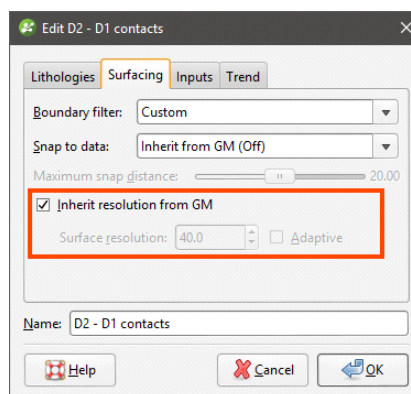 Edit D2 - D1 contacts
Lithologies Surfacing Inputs Trend
Boundary filter: Custom
Snap to data: Inherit from GM (Off)
Maximum snap distance: 20.00
Inherit resolution from GM
Surface resolution: 40.0 Adaptive
Name: D2 - D1 contacts
Help Cancel OK